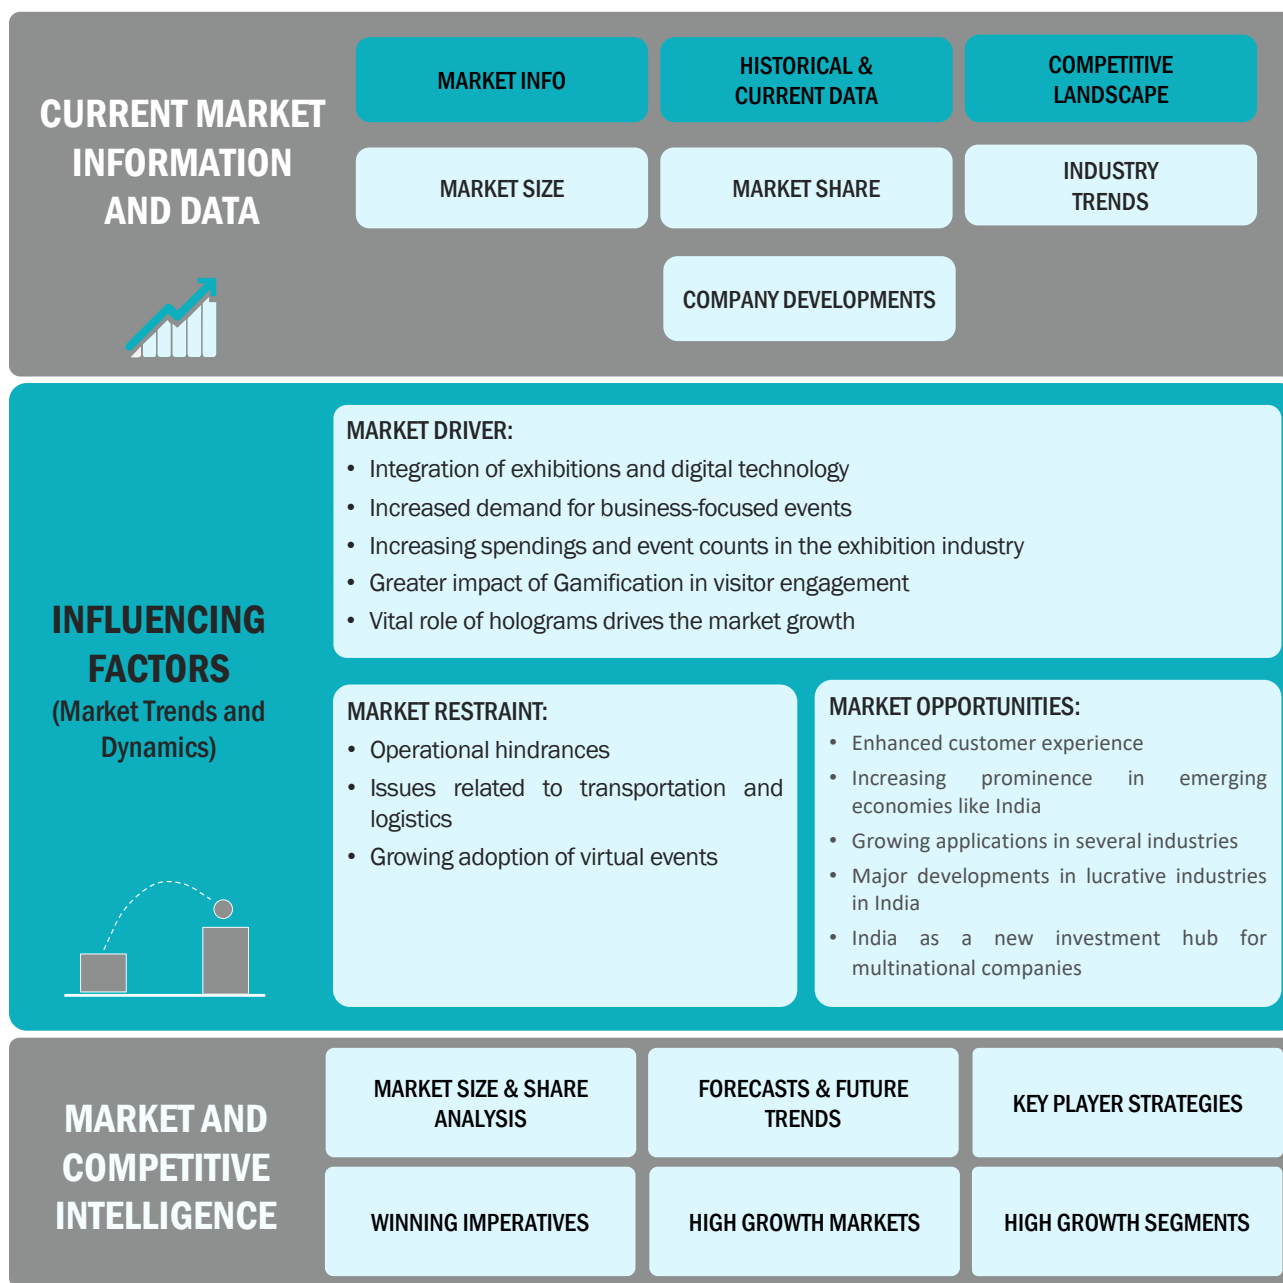 CURRENT MARKET
INFORMATION
AND DATA
MARKET INFO
HISTORICAL &
CURRENT DATA
COMPETITIVE
LANDSCAPE
MARKET SIZE
MARKET SHARE
INDUSTRY
TRENDS
COMPANY DEVELOPMENTS
INFLUENCING
FACTORS
(Market Trends and
Dynamics)
MARKET DRIVER:
• Integration of exhibitions and digital technology
• Increased demand for business-focused events
• Increasing spendings and event counts in the exhibition industry
• Greater impact of Gamification in visitor engagement
• Vital role of holograms drives the market growth
MARKET RESTRAINT:
• Operational hindrances
• Issues related to transportation and
logistics
• Growing adoption of virtual events
MARKET OPPORTUNITIES:
• Enhanced customer experience
• Increasing prominence in emerging
economies like India
• Growing applications in several industries
• Major developments in lucrative industries
in India
• India as a new investment hub for
multinational companies
MARKET AND
COMPETITIVE
INTELLIGENCE
MARKET SIZE & SHARE
ANALYSIS
FORECASTS & FUTURE
TRENDS
KEY PLAYER STRATEGIES
WINNING IMPERATIVES
HIGH GROWTH MARKETS
HIGH GROWTH SEGMENTS